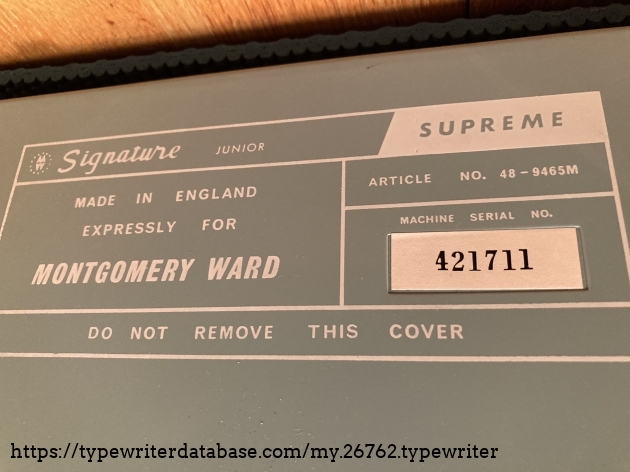 Signature JUNIOR
SUPREME
MADE IN ENGLAND
EXPRESSLY FOR
MONTGOMERY WARD
ARTICLE NO. 48-9465M
MACHINE SERIAL NO.
421711
DO NOT REMOVE THIS COVER
https://typewriterdatabase.com/my.26762.typewriter